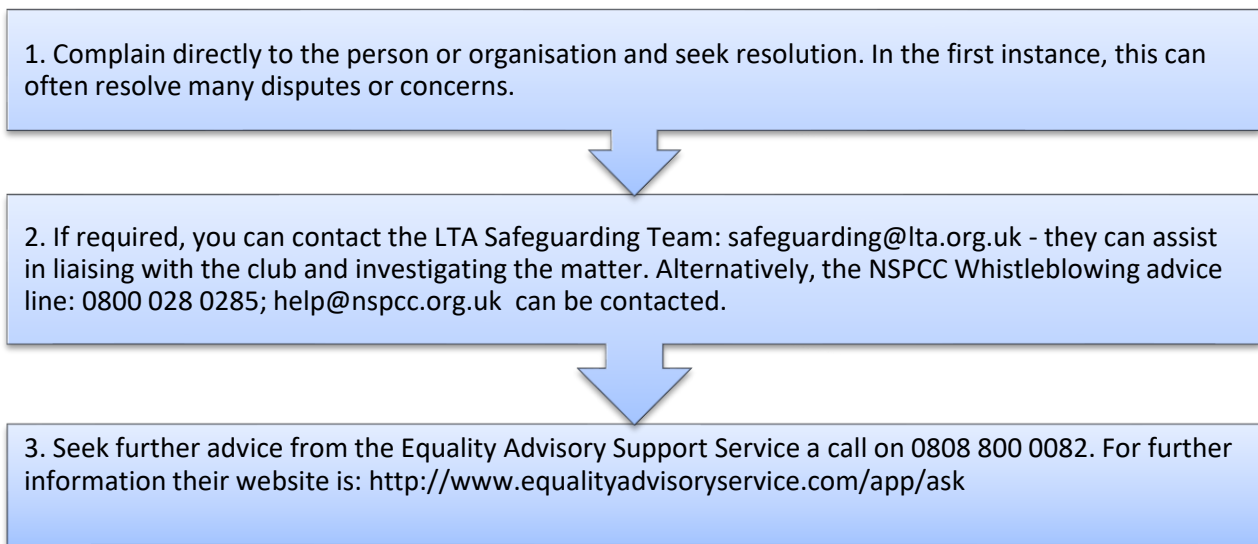 1. Complain directly to the person or organisation and seek resolution. In the first instance, this can
often resolve many disputes or concerns.
2. If required, you can contact the LTA Safeguarding Team: safeguarding@lta.org.uk - they can assist
in liaising with the club and investigating the matter. Alternatively, the NSPCC Whistleblowing advice
line: 0800 028 0285; help@nspcc.org.uk  can be contacted.
3. Seek further advice from the Equality Advisory Support Service a call on 0808 800 0082. For further
information their website is: http://www.equalityadvisoryservice.com/app/ask